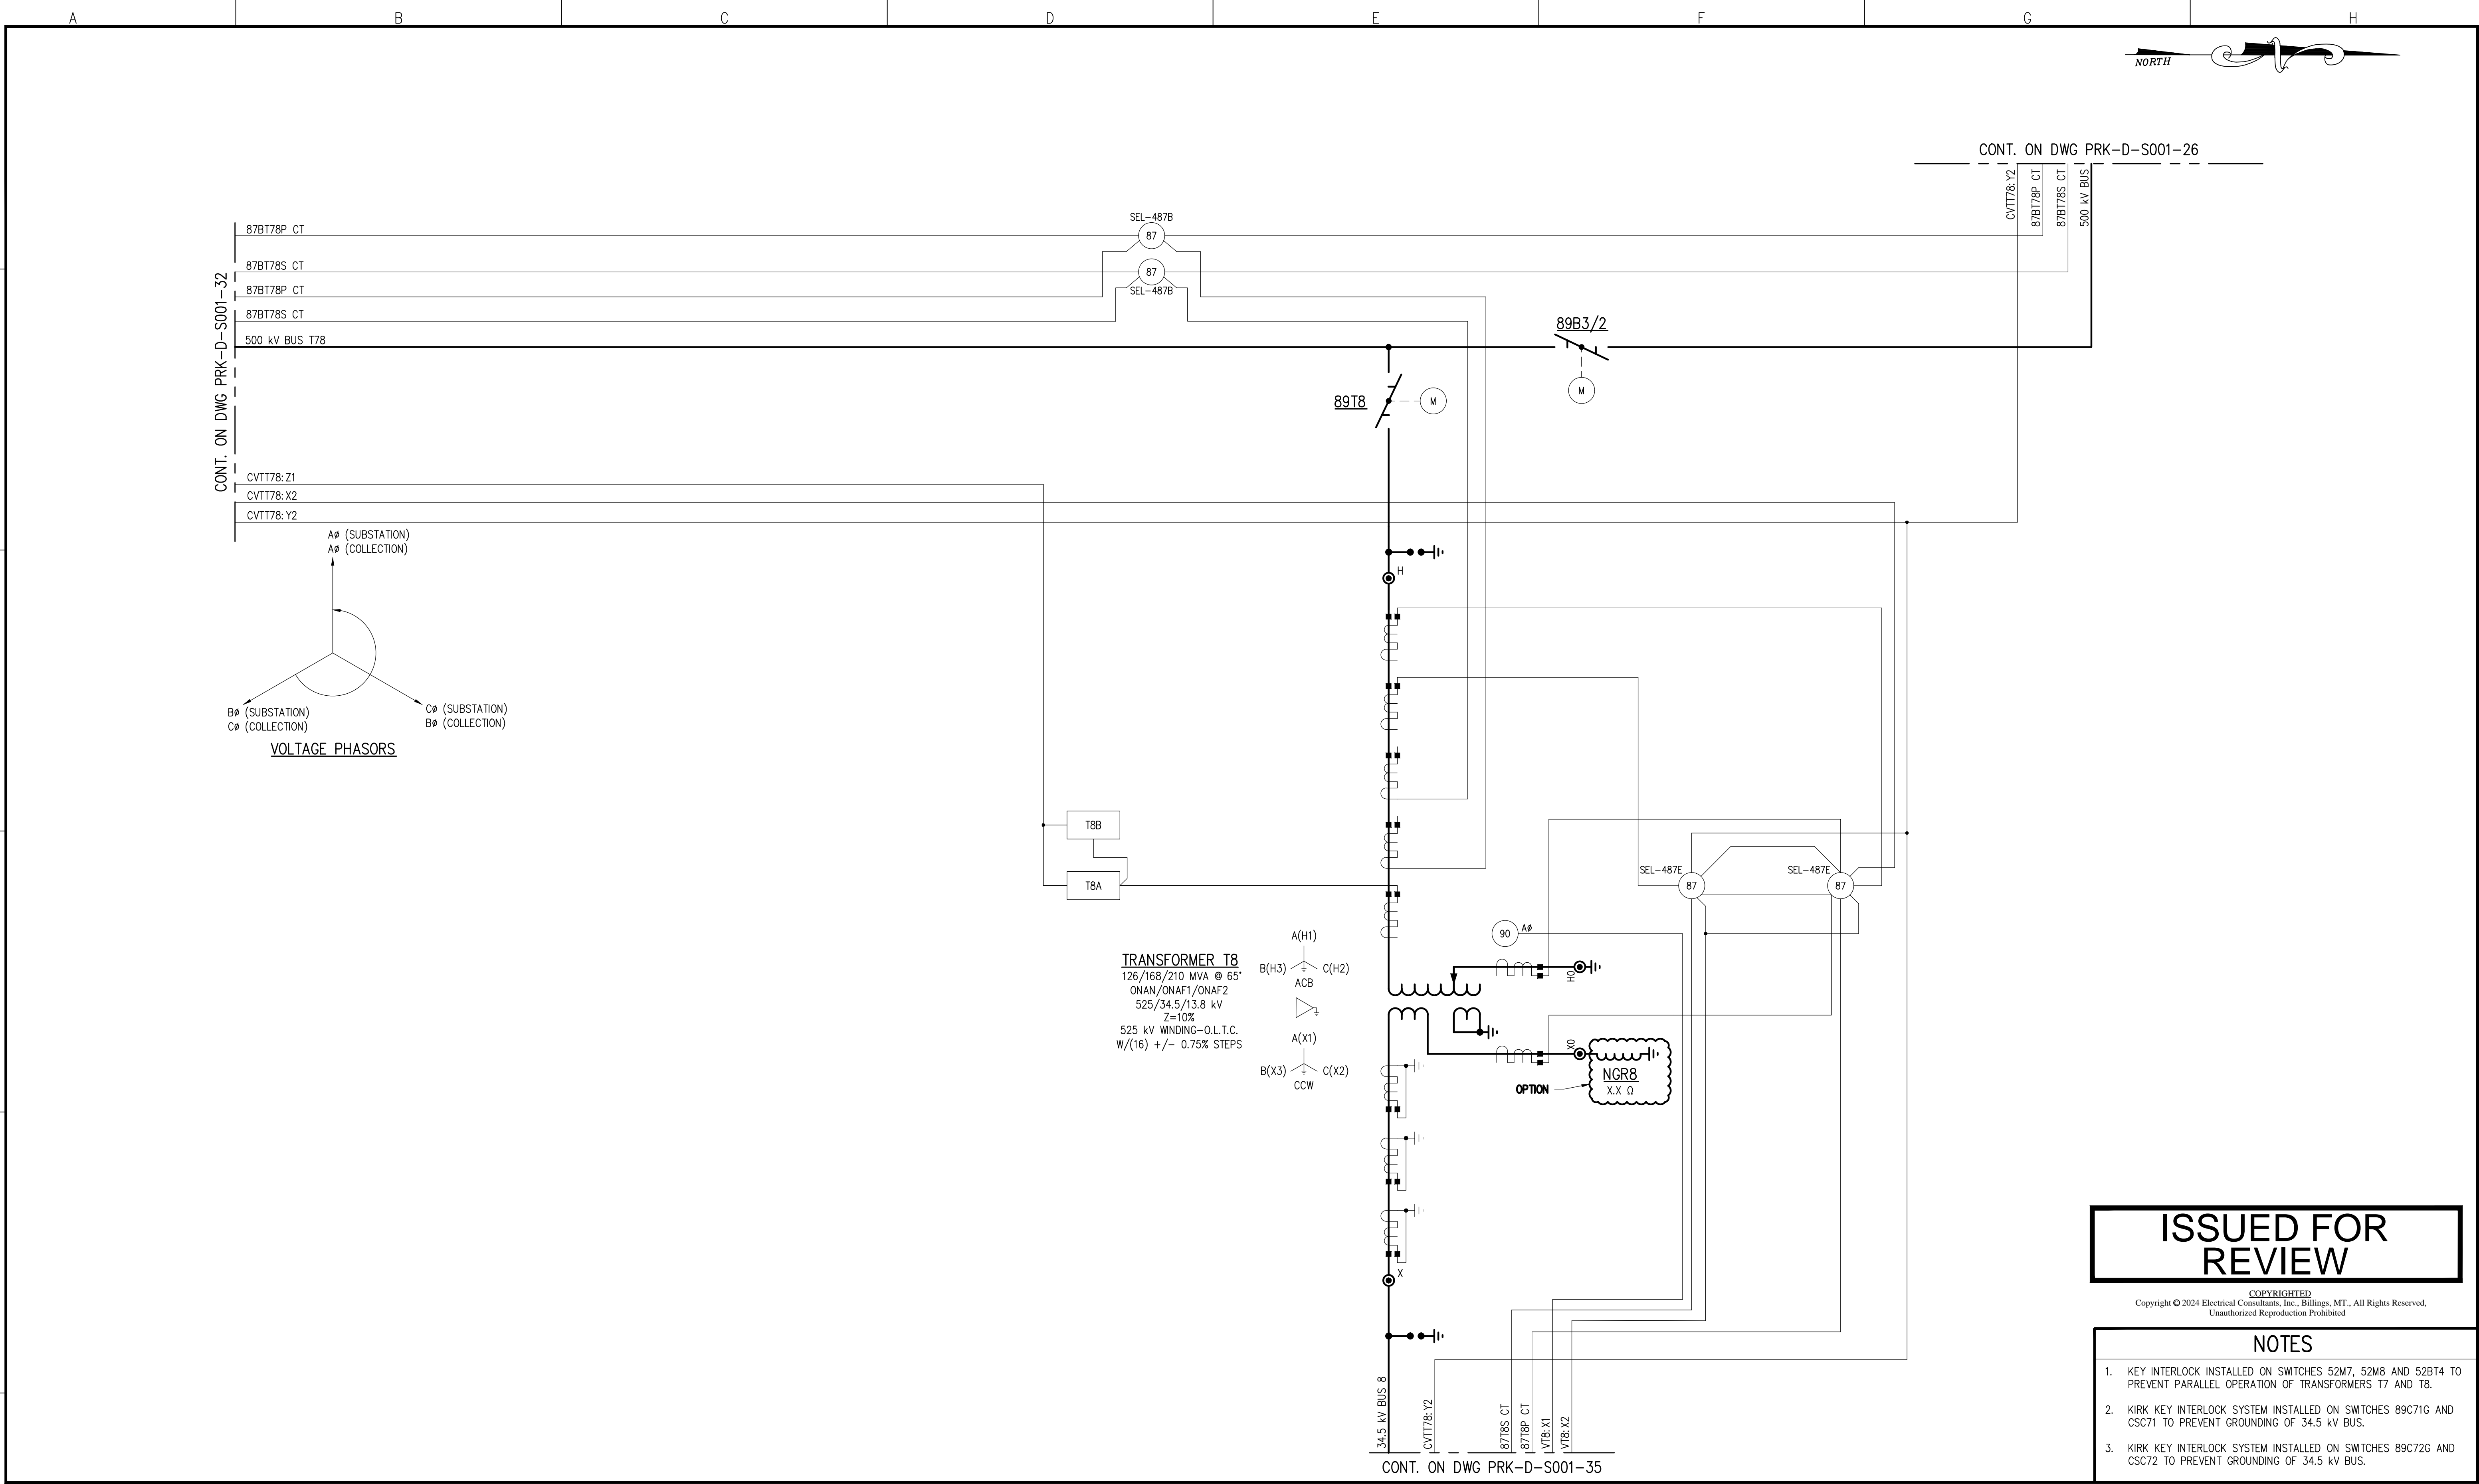 A B C D E F G H
NORTH
CONT. ON DWG PRK-D-S001-26
CVTT78:Y2
87BT78P CT
87BT78S CT
500 kV BUS
CONT. ON DWG PRK-D-S001-32
87BT78P CT
87BT78S CT
87BT78P CT
87BT78S CT
500 kV BUS T78
SEL-487B
87
87
SEL-487B
89B3/2
M
89T8
M
CVTT78:Z1
CVTT78:X2
CVTT78:Y2
AØ (SUBSTATION)
AØ (COLLECTION)
BØ (SUBSTATION)
CØ (COLLECTION)
CØ (SUBSTATION)
BØ (COLLECTION)
VOLTAGE PHASORS
H
T8B
T8A
SEL-487E
87
SEL-487E
87
90
AØ
TRANSFORMER T8
126/168/210 MVA @ 65°
ONAN/ONAF1/ONAF2
525/34.5/13.8 kV
Z=10%
525 kV WINDING-O.L.T.C.
W/(16) +/- 0.75% STEPS
A(H1)
B(H3)
C(H2)
ACB
A(X1)
B(X3)
C(X2)
CCW
H0
X0
NGR8
X.X Ω
OPTION
X
34.5 kV BUS 8
CVTT78:Y2
87T8S CT
87T8P CT
VT8:X1
VT8:X2
CONT. ON DWG PRK-D-S001-35
ISSUED FOR
REVIEW
COPYRIGHTED
Copyright © 2024 Electrical Consultants, Inc., Billings, MT., All Rights Reserved,
Unauthorized Reproduction Prohibited
NOTES
1. KEY INTERLOCK INSTALLED ON SWITCHES 52M7, 52M8 AND 52BT4 TO
PREVENT PARALLEL OPERATION OF TRANSFORMERS T7 AND T8.
2. KIRK KEY INTERLOCK SYSTEM INSTALLED ON SWITCHES 89C71G AND
CSC71 TO PREVENT GROUNDING OF 34.5 kV BUS.
3. KIRK KEY INTERLOCK SYSTEM INSTALLED ON SWITCHES 89C72G AND
CSC72 TO PREVENT GROUNDING OF 34.5 kV BUS.